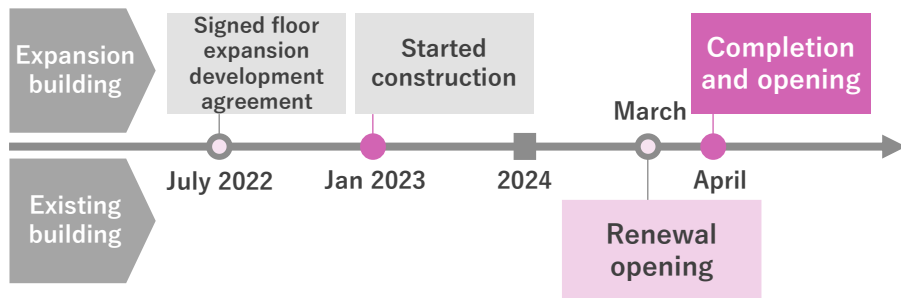 Expansion
building
Signed floor
expansion
development
agreement
Started
construction
Completion
and opening
March
July 2022
Jan 2023
2024
April
Existing
building
Renewal
opening